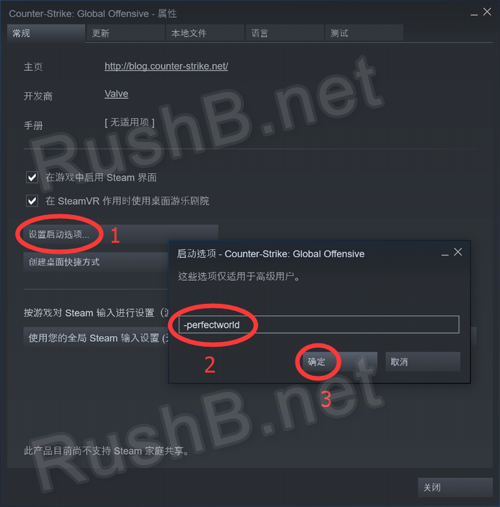 Counter-Strike: Global Offensive - 属性
常规 更新 本地文件 语言 测试
主页 http://blog.counter-strike.net/
开发商 Valve
手册 [ 无适用项 ]
RushB.net
在游戏中启用 Steam 界面
在 SteamVR 作用时使用桌面游乐剧院
设置启动选项... 1
创建桌面快捷方式
启动选项 - Counter-Strike: Global Offensive
这些选项仅适用于高级用户。
按游戏对 Steam 输入进行设置
使用您的全局 Steam 输入设置
-perfectworld
2
确定 取消
3
RushB.net
此产品目前尚不支持 Steam 家庭共享。
关闭